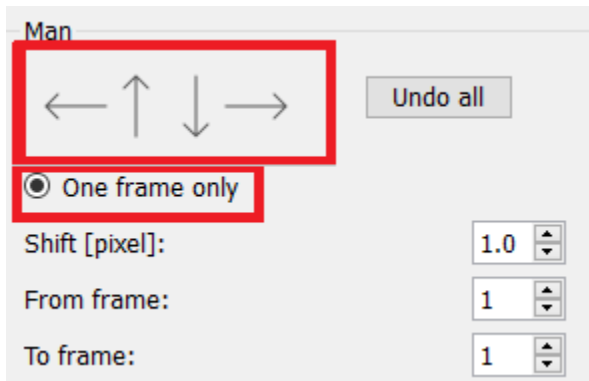 Man
Undo all
One frame only
Shift [pixel]: 1.0
From frame: 1
To frame: 1